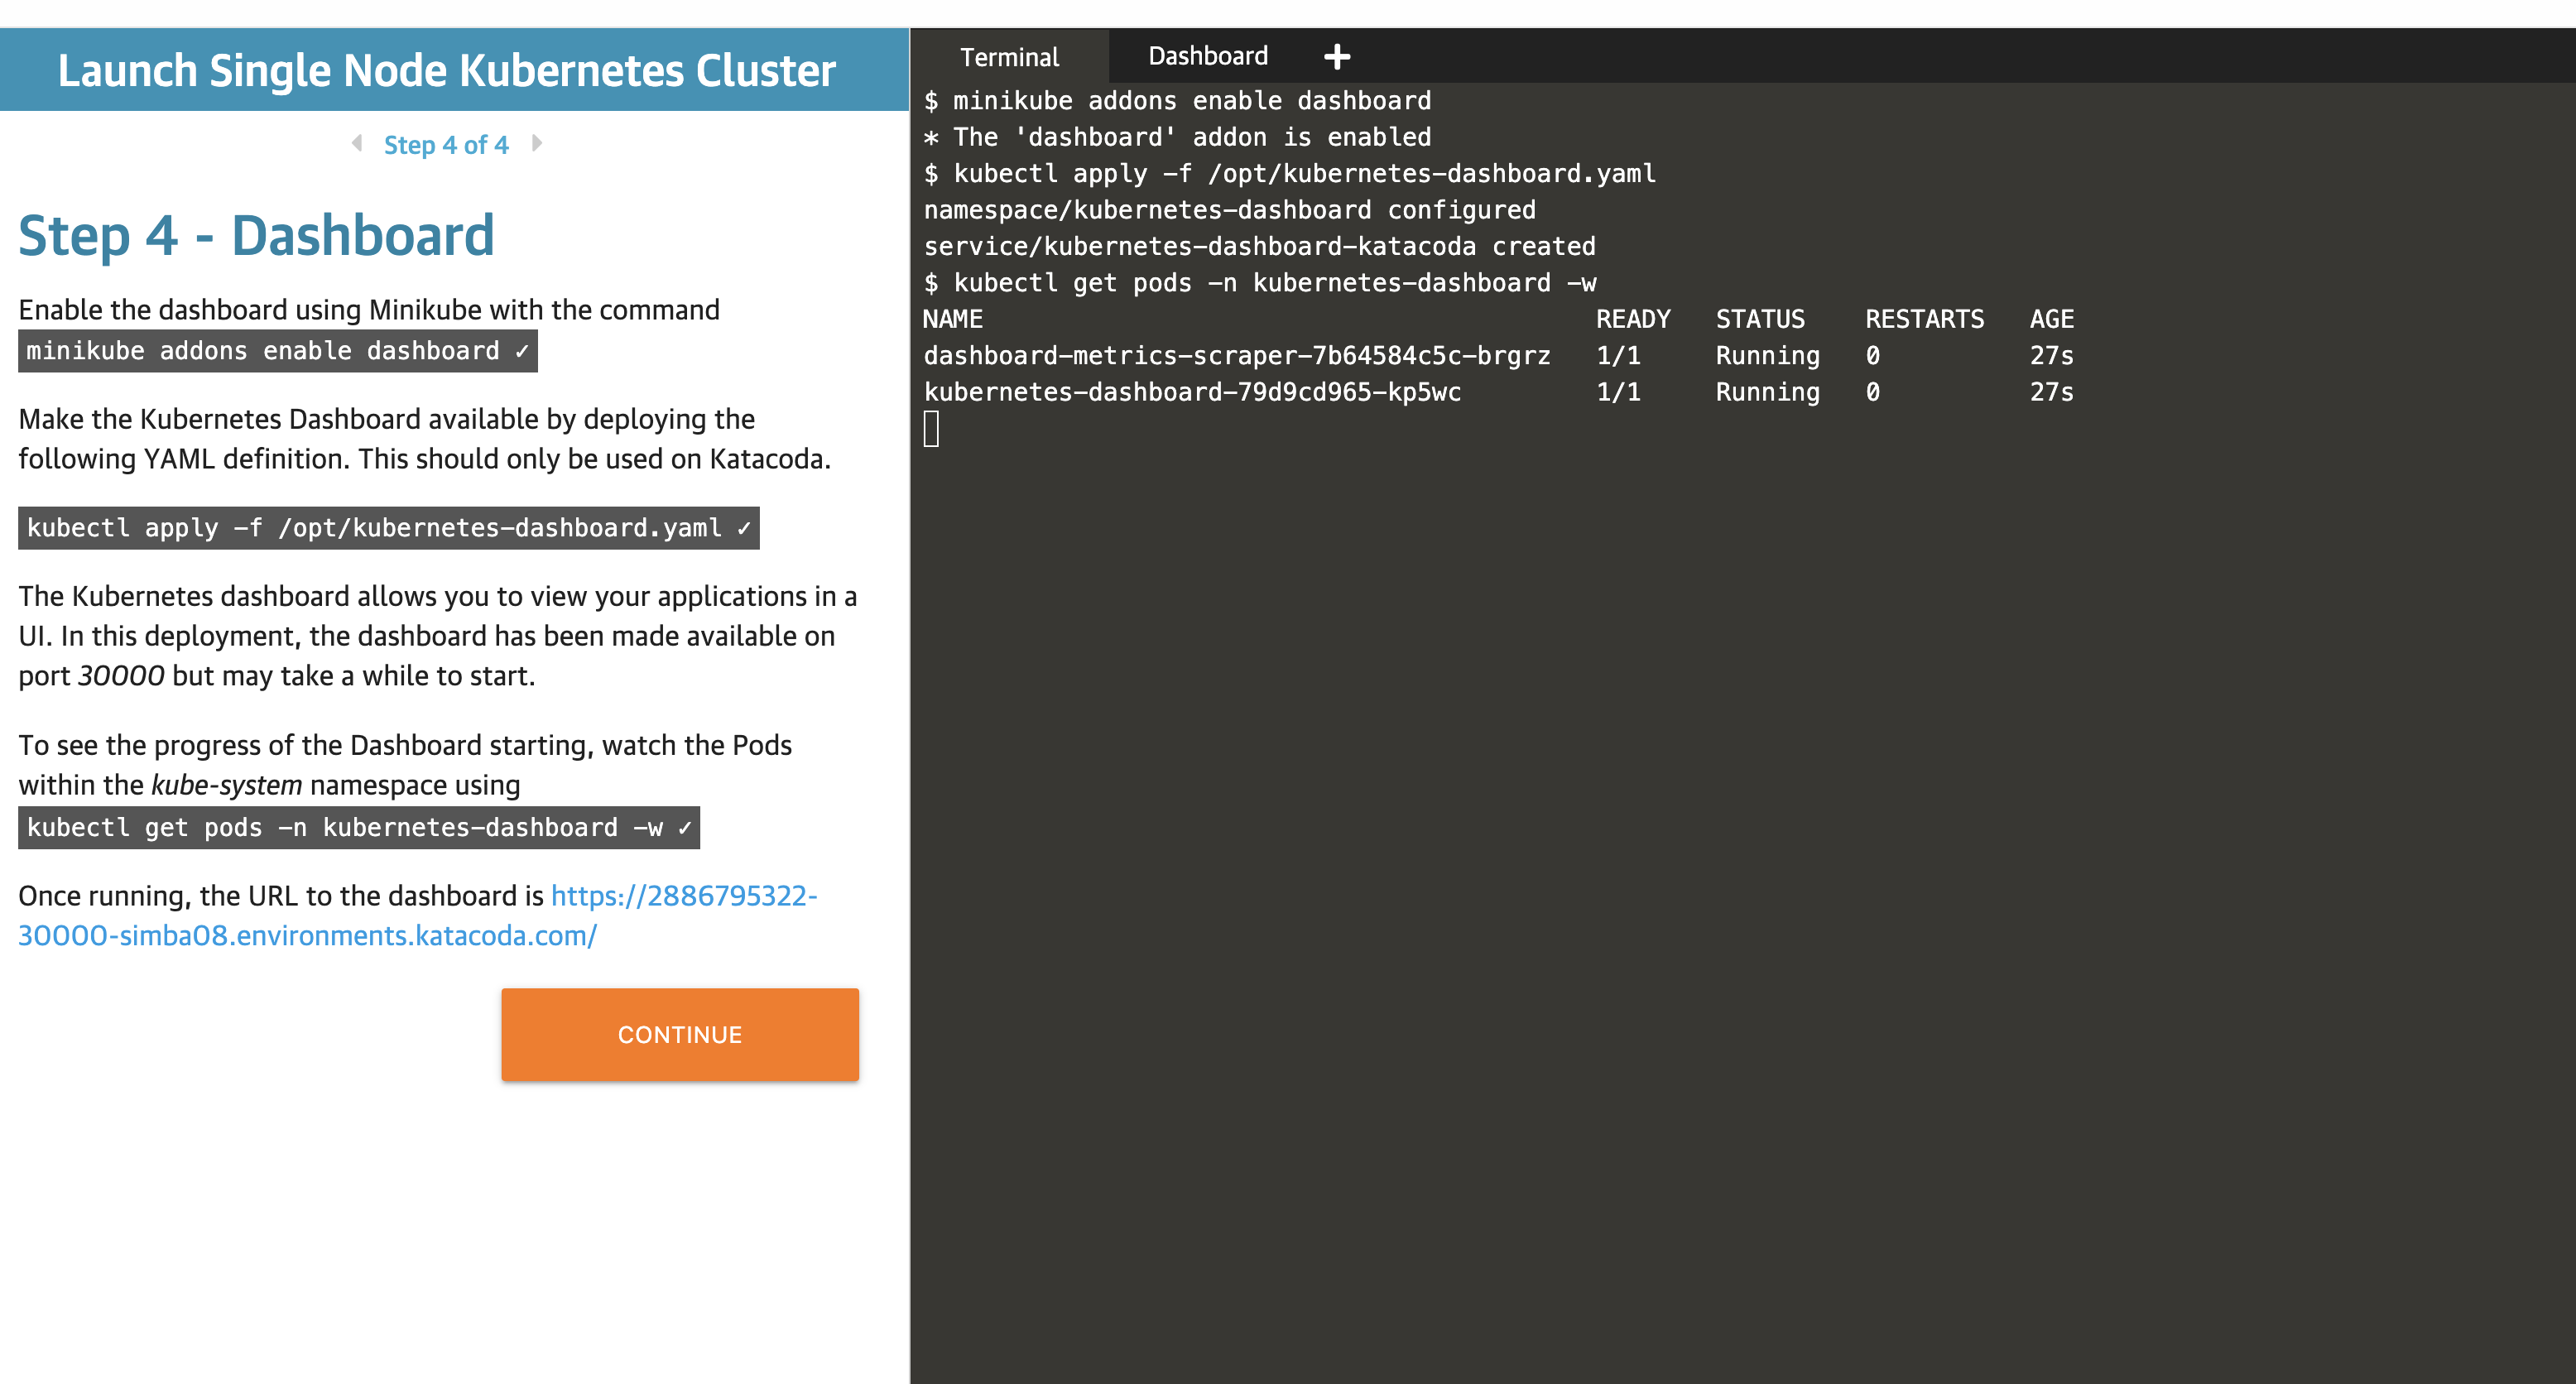 Launch Single Node Kubernetes Cluster
Step 4 of 4
Step 4 - Dashboard
Enable the dashboard using Minikube with the command
minikube addons enable dashboard ✓
Make the Kubernetes Dashboard available by deploying the
following YAML definition. This should only be used on Katacoda.
kubectl apply -f /opt/kubernetes-dashboard.yaml ✓
The Kubernetes dashboard allows you to view your applications in a
UI. In this deployment, the dashboard has been made available on
port 30000 but may take a while to start.
To see the progress of the Dashboard starting, watch the Pods
within the kube-system namespace using
kubectl get pods -n kubernetes-dashboard -w ✓
Once running, the URL to the dashboard is https://2886795322-
30000-simba08.environments.katacoda.com/
CONTINUE
Terminal Dashboard +
$ minikube addons enable dashboard
* The 'dashboard' addon is enabled
$ kubectl apply -f /opt/kubernetes-dashboard.yaml
namespace/kubernetes-dashboard configured
service/kubernetes-dashboard-katacoda created
$ kubectl get pods -n kubernetes-dashboard -w
NAME READY STATUS RESTARTS AGE
dashboard-metrics-scraper-7b64584c5c-brgrz 1/1 Running 0 27s
kubernetes-dashboard-79d9cd965-kp5wc 1/1 Running 0 27s